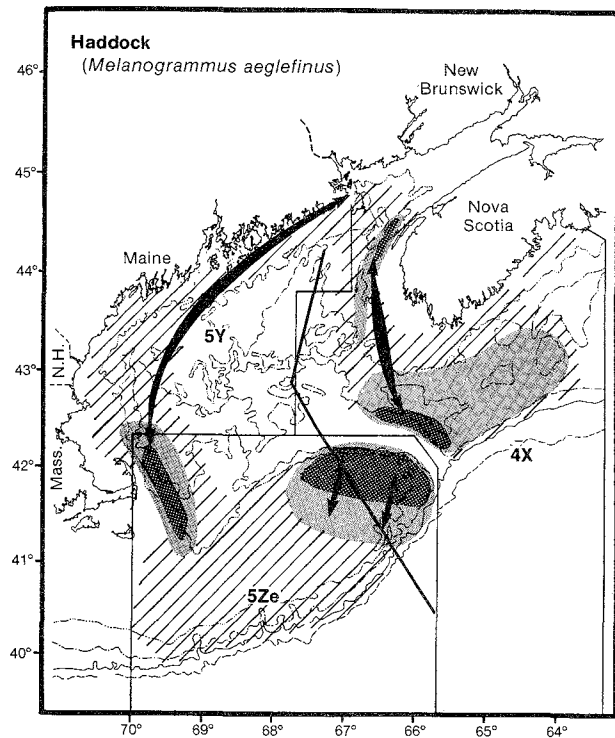 Haddock
(Melanogrammus aeglefinus)
46°
New
Brunswick
45°
Nova
Scotia
Maine
44°
5Y
43°
N.H.
Mass.
42°
4X
41°
5Ze
40°
70° 69° 68° 67° 66° 65° 64°